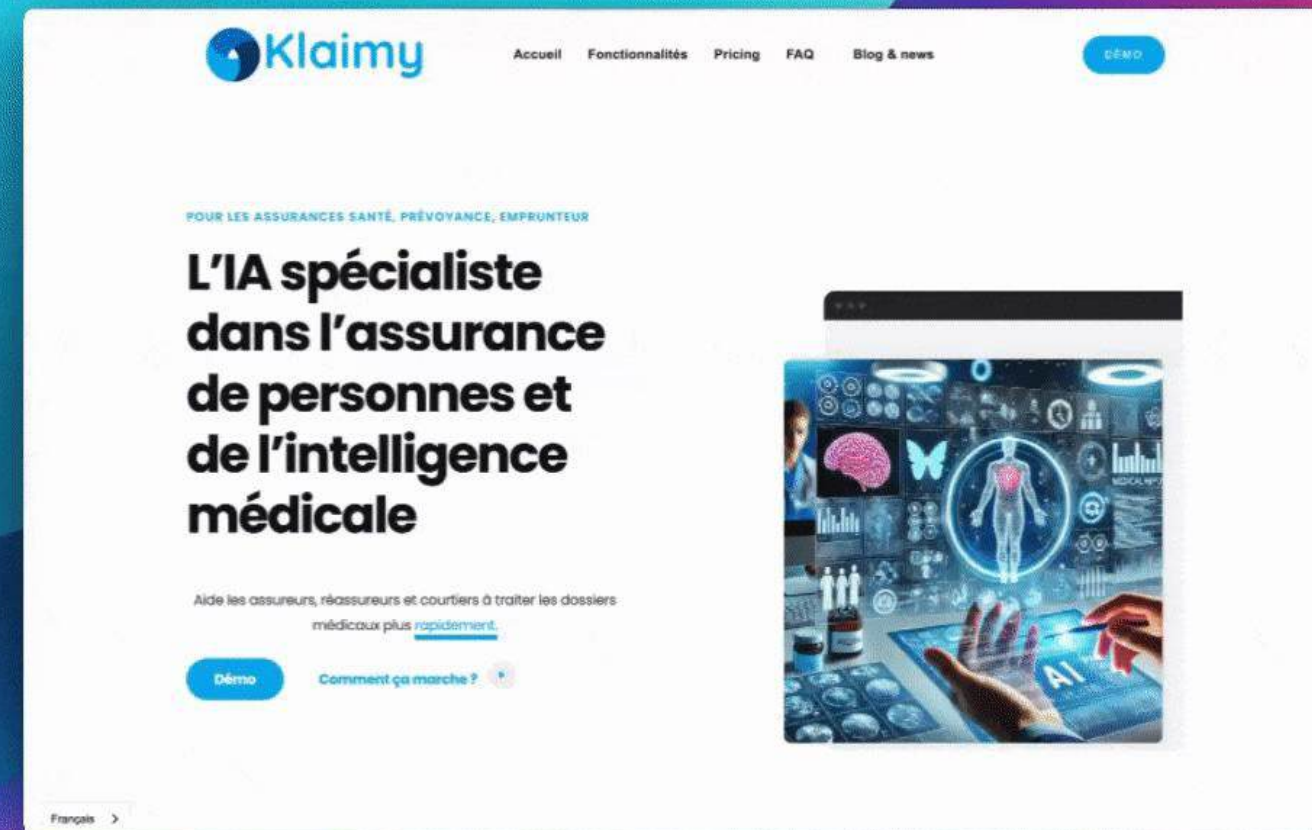 Klaimy
Accueil Fonctionnalités Pricing FAQ Blog & news
DÉMO
POUR LES ASSURANCES SANTÉ, PRÉVOYANCE, EMPRUNTEUR
L'IA spécialiste
dans l'assurance
de personnes et
de l'intelligence
médicale
Aide les assureurs, réassureurs et courtiers à traiter les dossiers
médicaux plus rapidement.
Démo Comment ça marche ?
AI
Français